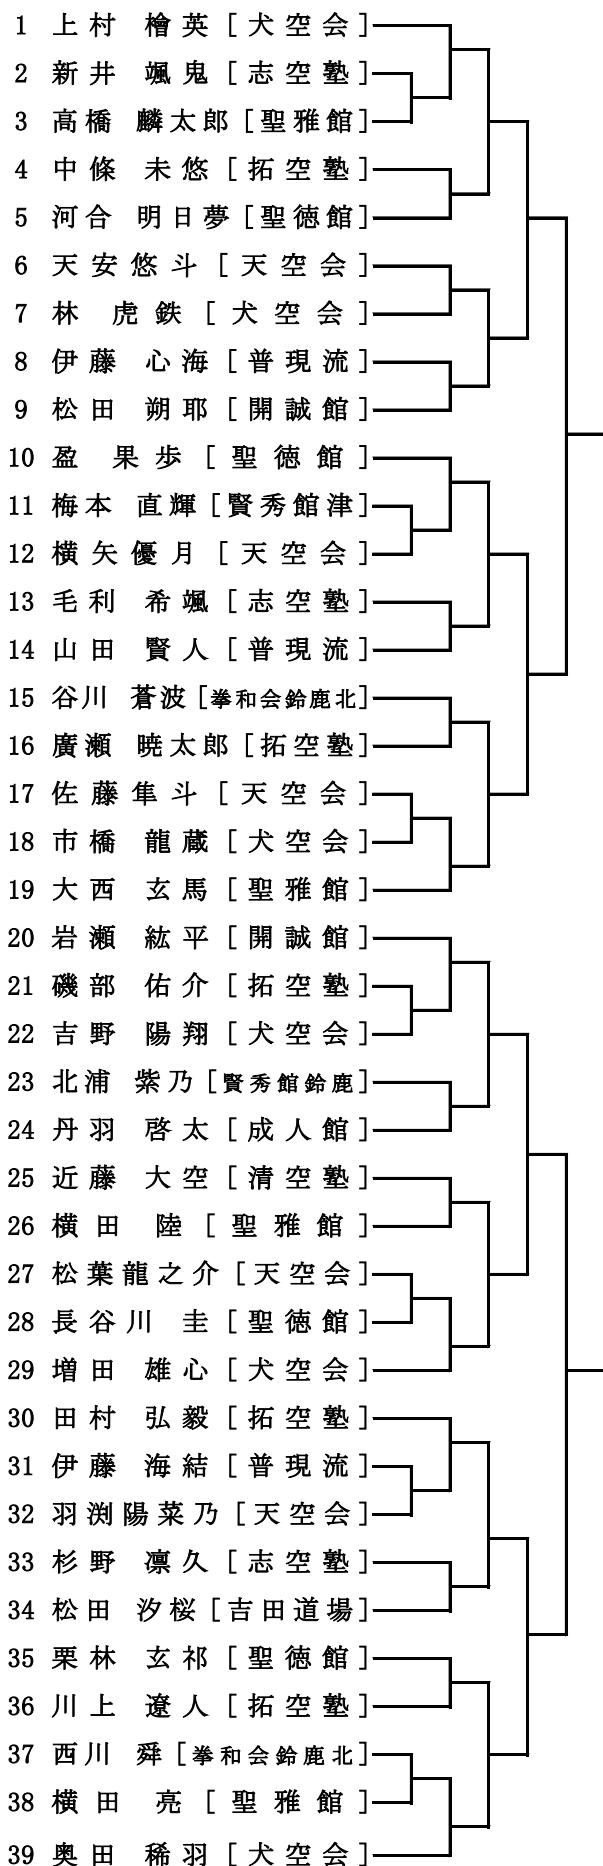 1 上村 檜英 [犬空会]
2 新井 颯鬼 [志空塾]
3 高橋 麟太郎 [聖雅館]
4 中條 未悠 [拓空塾]
5 河合 明日夢 [聖徳館]
6 天安悠斗 [天空会]
7 林 虎鉄 [犬空会]
8 伊藤 心海 [普現流]
9 松田 朔耶 [開誠館]
10 盈 果歩 [聖徳館]
11 梅本 直輝 [賢秀館津]
12 横矢優月 [天空会]
13 毛利 希颯 [志空塾]
14 山田 賢人 [普現流]
15 谷川 蒼波 [拳和会鈴鹿北]
16 廣瀬 暁太郎 [拓空塾]
17 佐藤隼斗 [天空会]
18 市橋 龍蔵 [犬空会]
19 大西 玄馬 [聖雅館]
20 岩瀬 紘平 [開誠館]
21 磯部 佑介 [拓空塾]
22 吉野 陽翔 [犬空会]
23 北浦 紫乃 [賢秀館鈴鹿]
24 丹羽 啓太 [成人館]
25 近藤 大空 [清空塾]
26 横田 陸 [聖雅館]
27 松葉龍之介 [天空会]
28 長谷川 圭 [聖徳館]
29 増田 雄心 [犬空会]
30 田村 弘毅 [拓空塾]
31 伊藤 海結 [普現流]
32 羽渕陽菜乃 [天空会]
33 杉野 凛久 [志空塾]
34 松田 汐桜 [吉田道場]
35 栗林 玄祁 [聖徳館]
36 川上 遼人 [拓空塾]
37 西川 舜 [拳和会鈴鹿北]
38 横田 亮 [聖雅館]
39 奥田 稀羽 [犬空会]